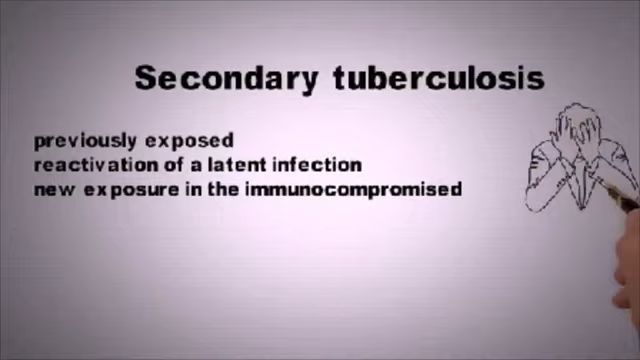 Secondary tuberculosis
previously exposed
reactivation of a latent infection
new exposure in the immunocompromised